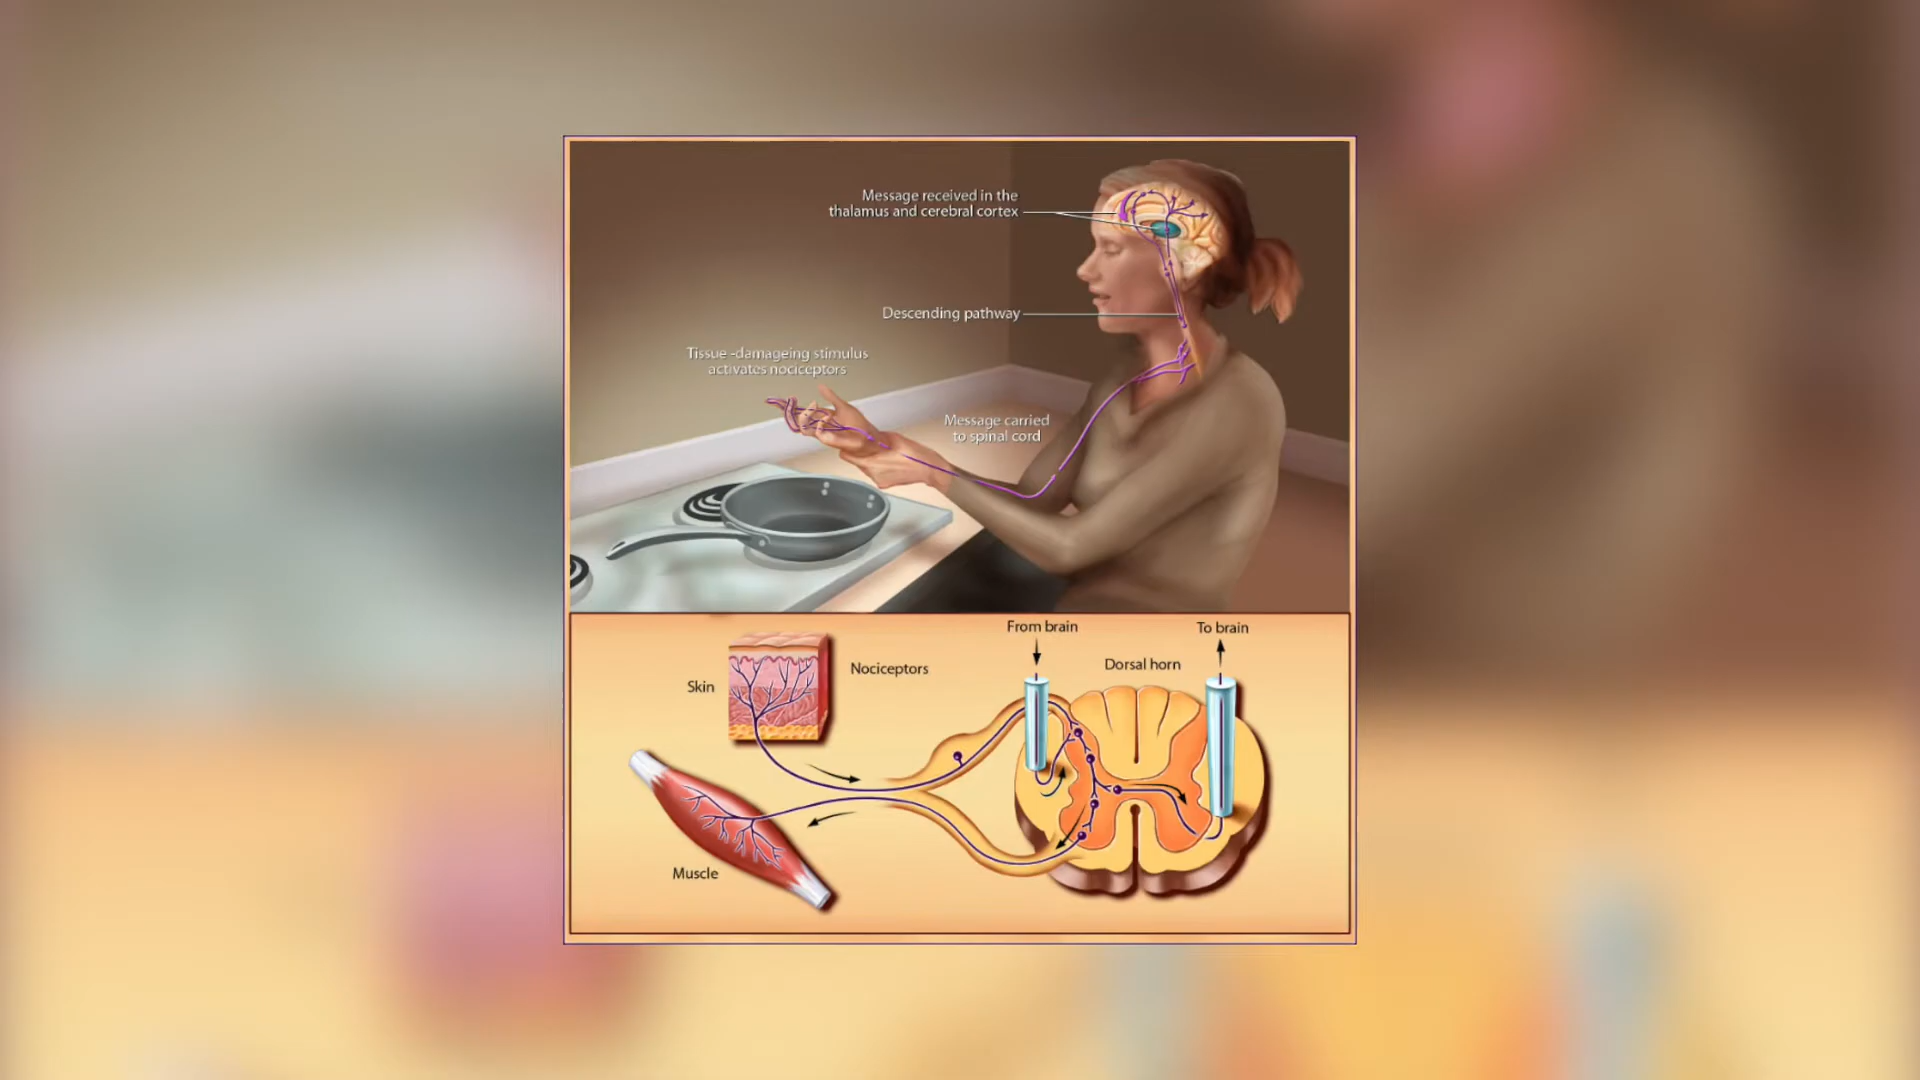 Message received in the
thalamus and cerebral cortex
Descending pathway
Tissue -damageing stimulus
activates nociceptors
Message carried
to spinal cord
From brain
To brain
Dorsal horn
Nociceptors
Skin
Muscle